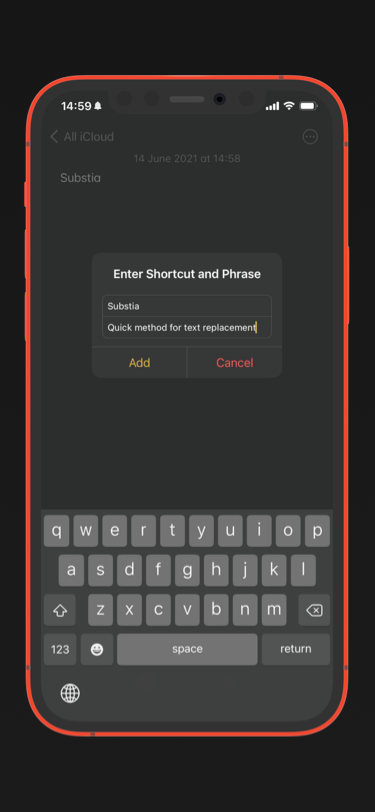 14:59
All iCloud
14 June 2021 at 14:58
Substia
Enter Shortcut and Phrase
Substia
Quick method for text replacement
Add Cancel
q w e r t y u i o p
a s d f g h j k l
z x c v b n m
123 space return